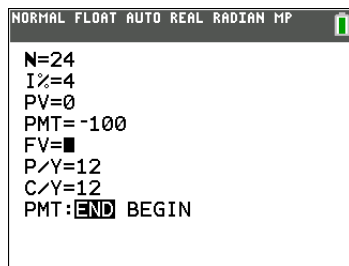 NORMAL FLOAT AUTO REAL RADIAN MP
N=24
I%=4
PV=0
PMT=-100
FV=
P/Y=12
C/Y=12
PMT:END BEGIN